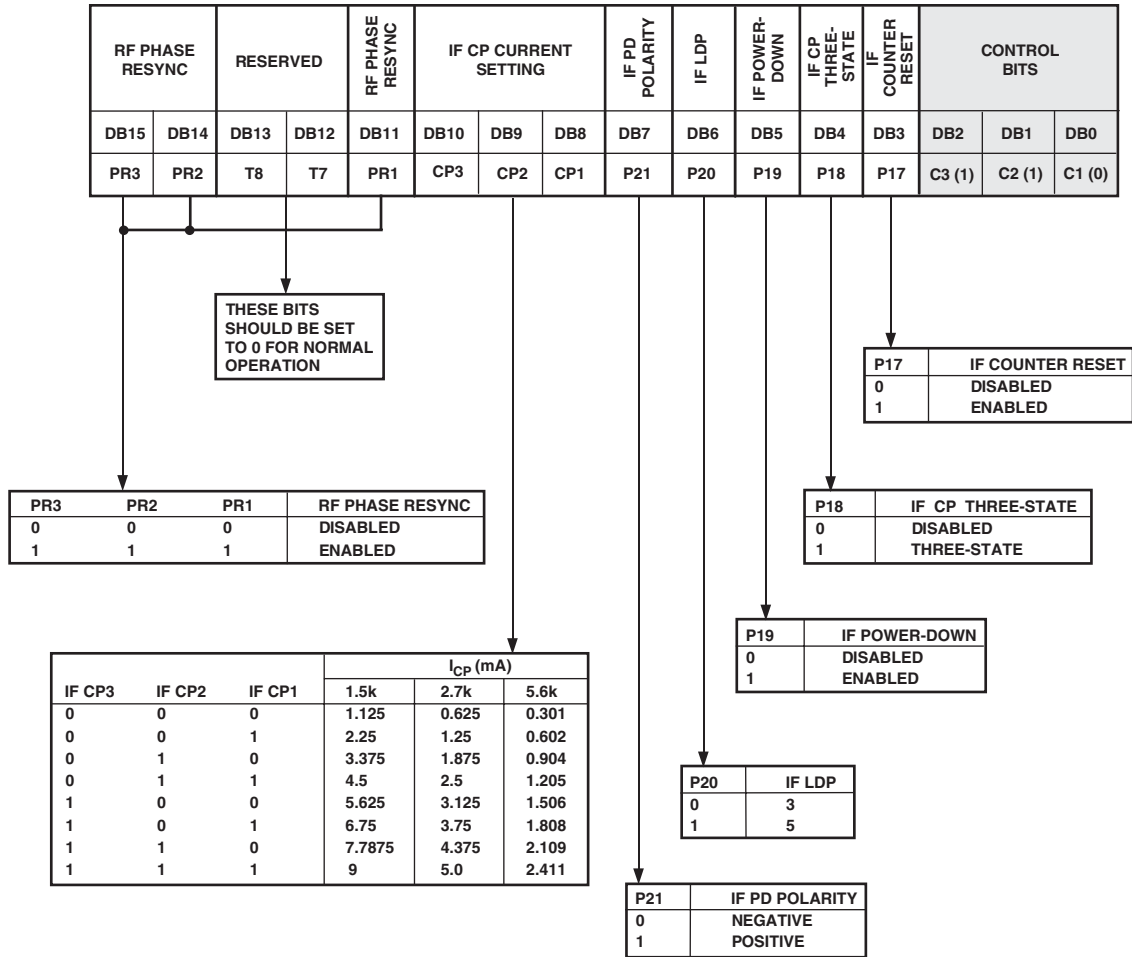 RF PHASE RESYNC RESERVED RF PHASE RESYNC IF CP CURRENT SETTING IF PD POLARITY IF LDP IF POWER-DOWN IF CP THREE-STATE IF COUNTER RESET CONTROL BITS
DB15 DB14 DB13 DB12 DB11 DB10 DB9 DB8 DB7 DB6 DB5 DB4 DB3 DB2 DB1 DB0
PR3 PR2 T8 T7 PR1 CP3 CP2 CP1 P21 P20 P19 P18 P17 C3 (1) C2 (1) C1 (0)
THESE BITS
SHOULD BE SET
TO 0 FOR NORMAL
OPERATION
P17 IF COUNTER RESET
0 DISABLED
1 ENABLED
PR3 PR2 PR1 RF PHASE RESYNC
0 0 0 DISABLED
1 1 1 ENABLED
P18 IF CP THREE-STATE
0 DISABLED
1 THREE-STATE
P19 IF POWER-DOWN
0 DISABLED
1 ENABLED
ICP (mA)
IF CP3 IF CP2 IF CP1 1.5k 2.7k 5.6k
0 0 0 1.125 0.625 0.301
0 0 1 2.25 1.25 0.602
0 1 0 3.375 1.875 0.904
0 1 1 4.5 2.5 1.205
1 0 0 5.625 3.125 1.506
1 0 1 6.75 3.75 1.808
1 1 0 7.7875 4.375 2.109
1 1 1 9 5.0 2.411
P20 IF LDP
0 3
1 5
P21 IF PD POLARITY
0 NEGATIVE
1 POSITIVE